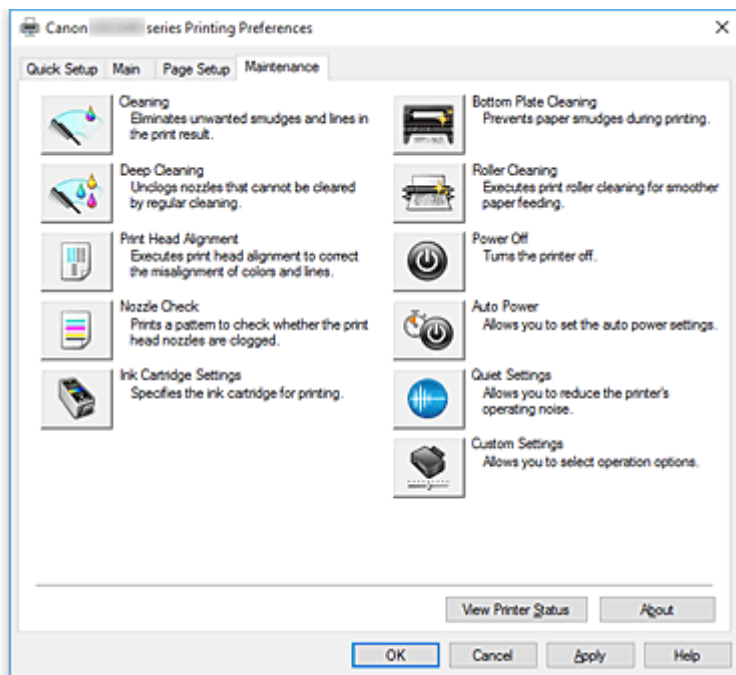 Canon series Printing Preferences
Quick Setup Main Page Setup Maintenance
Cleaning
Eliminates unwanted smudges and lines in
the print result.
Deep Cleaning
Unclogs nozzles that cannot be cleared
by regular cleaning.
Print Head Alignment
Executes print head alignment to correct
the misalignment of colors and lines.
Nozzle Check
Prints a pattern to check whether the print
head nozzles are clogged.
Ink Cartridge Settings
Specifies the ink cartridge for printing.
Bottom Plate Cleaning
Prevents paper smudges during printing.
Roller Cleaning
Executes print roller cleaning for smoother
paper feeding.
Power Off
Turns the printer off.
Auto Power
Allows you to set the auto power settings.
Quiet Settings
Allows you to reduce the printer's
operating noise.
Custom Settings
Allows you to select operation options.
View Printer Status About
OK Cancel Apply Help